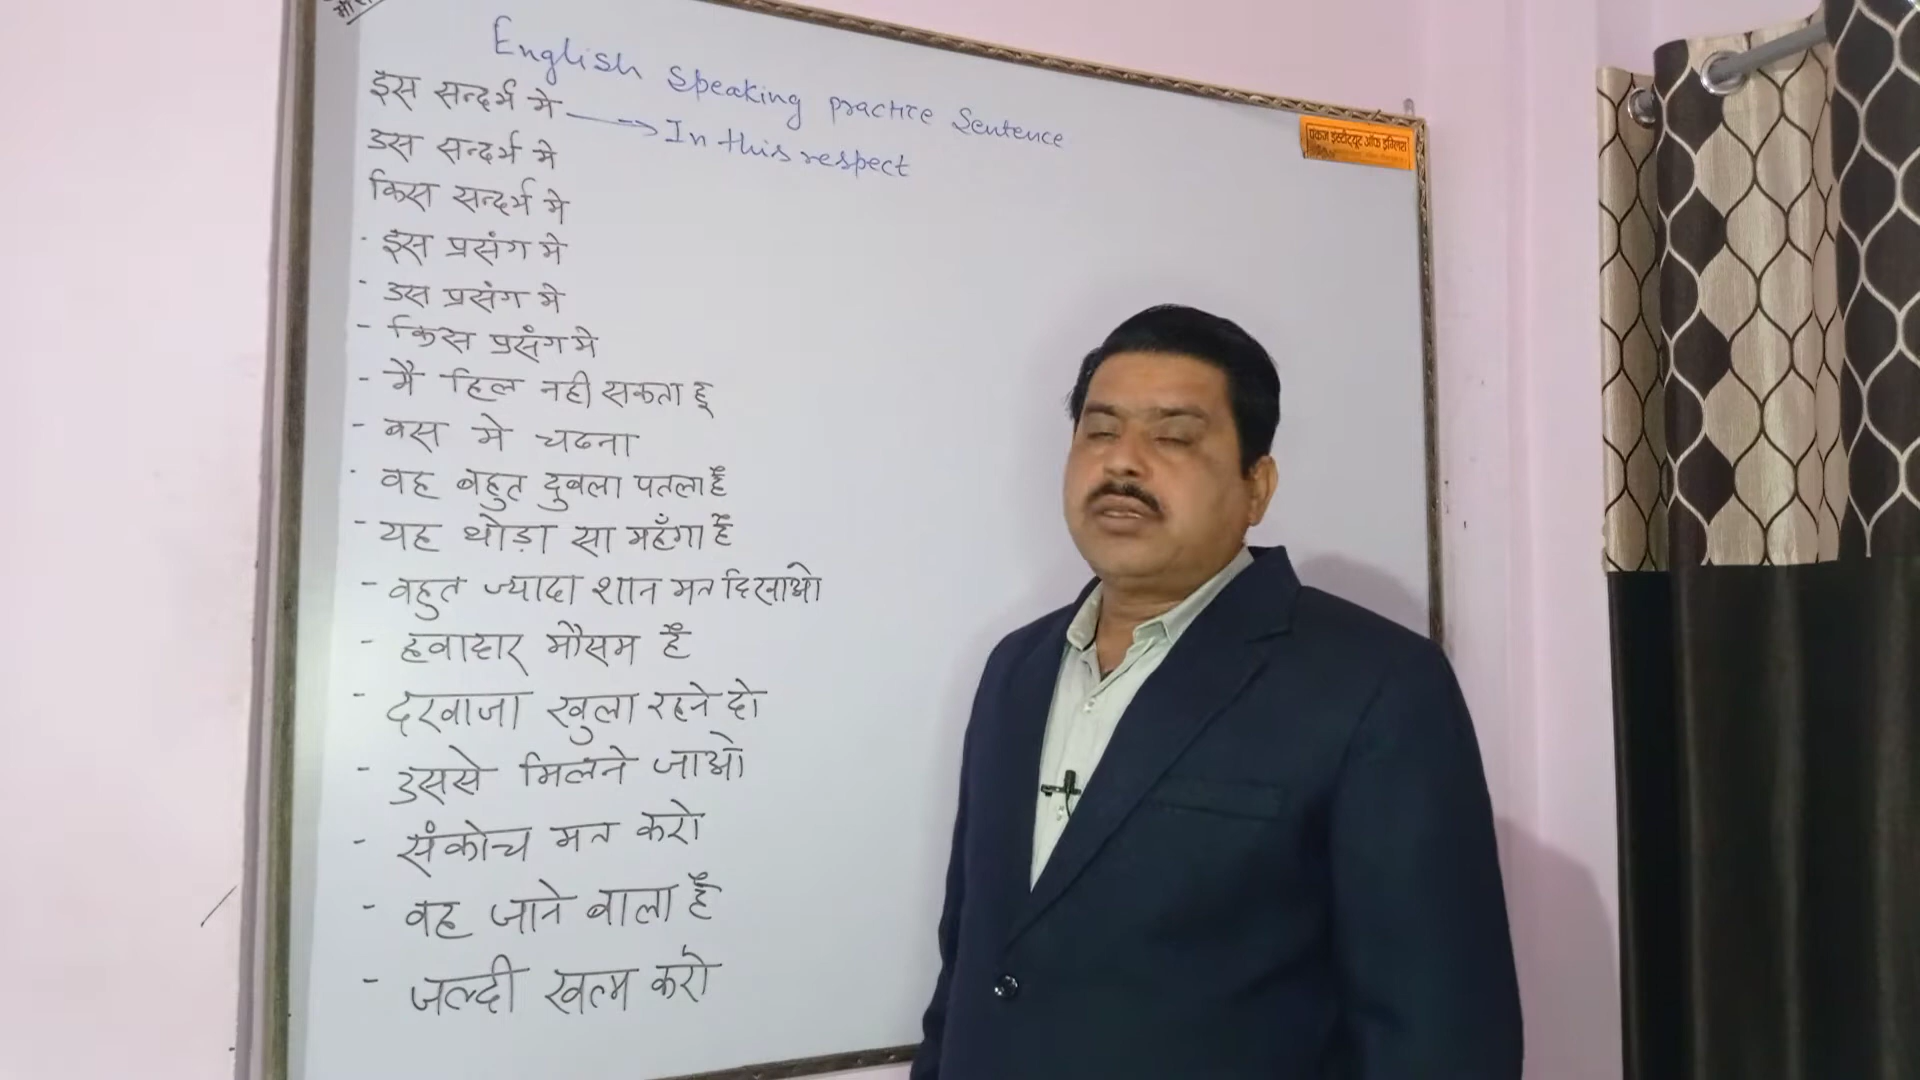 English Speaking practice Sentence
इस सन्दर्भ मे → In this respect
उस सन्दर्भ मे
किस सन्दर्भ मे
- इस प्रसंग मे
- उस प्रसंग मे
- किस प्रसंग मे
- मै हिल नही सकता हू
- बस मे चढना
- वह बहुत दुबला पतला है
- यह थोड़ा सा महँगा है
- बहुत ज्यादा शान मत दिखाओ
- हवादार मौसम है
- दरवाजा खुला रहने दो
- उससे मिलने जाओ
- संकोच मत करो
- वह जाने वाला है
- जल्दी खत्म करो
पंकज इंस्टीट्यूट ऑफ इंग्लिश